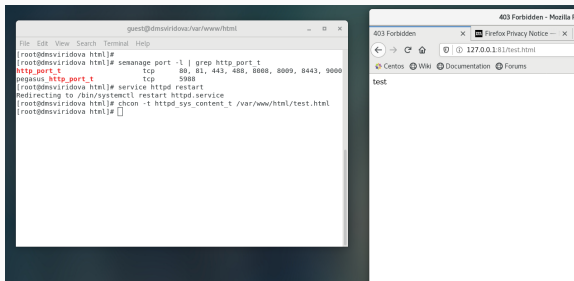 guest@dmsviridova:/var/www/html
File Edit View Search Terminal Help
[root@dmsviridova html]#
[root@dmsviridova html]# semanage port -l | grep http_port_t
http_port_t tcp 80, 81, 443, 488, 8008, 8009, 8443, 9000
pegasus_http_port_t tcp 5988
[root@dmsviridova html]# service httpd restart
Redirecting to /bin/systemctl restart httpd.service
[root@dmsviridova html]# chcon -t httpd_sys_content_t /var/www/html/test.html
[root@dmsviridova html]#
403 Forbidden - Mozilla F
403 Forbidden
Firefox Privacy Notice —
127.0.0.1:81/test.html
Centos Wiki Documentation Forums
test